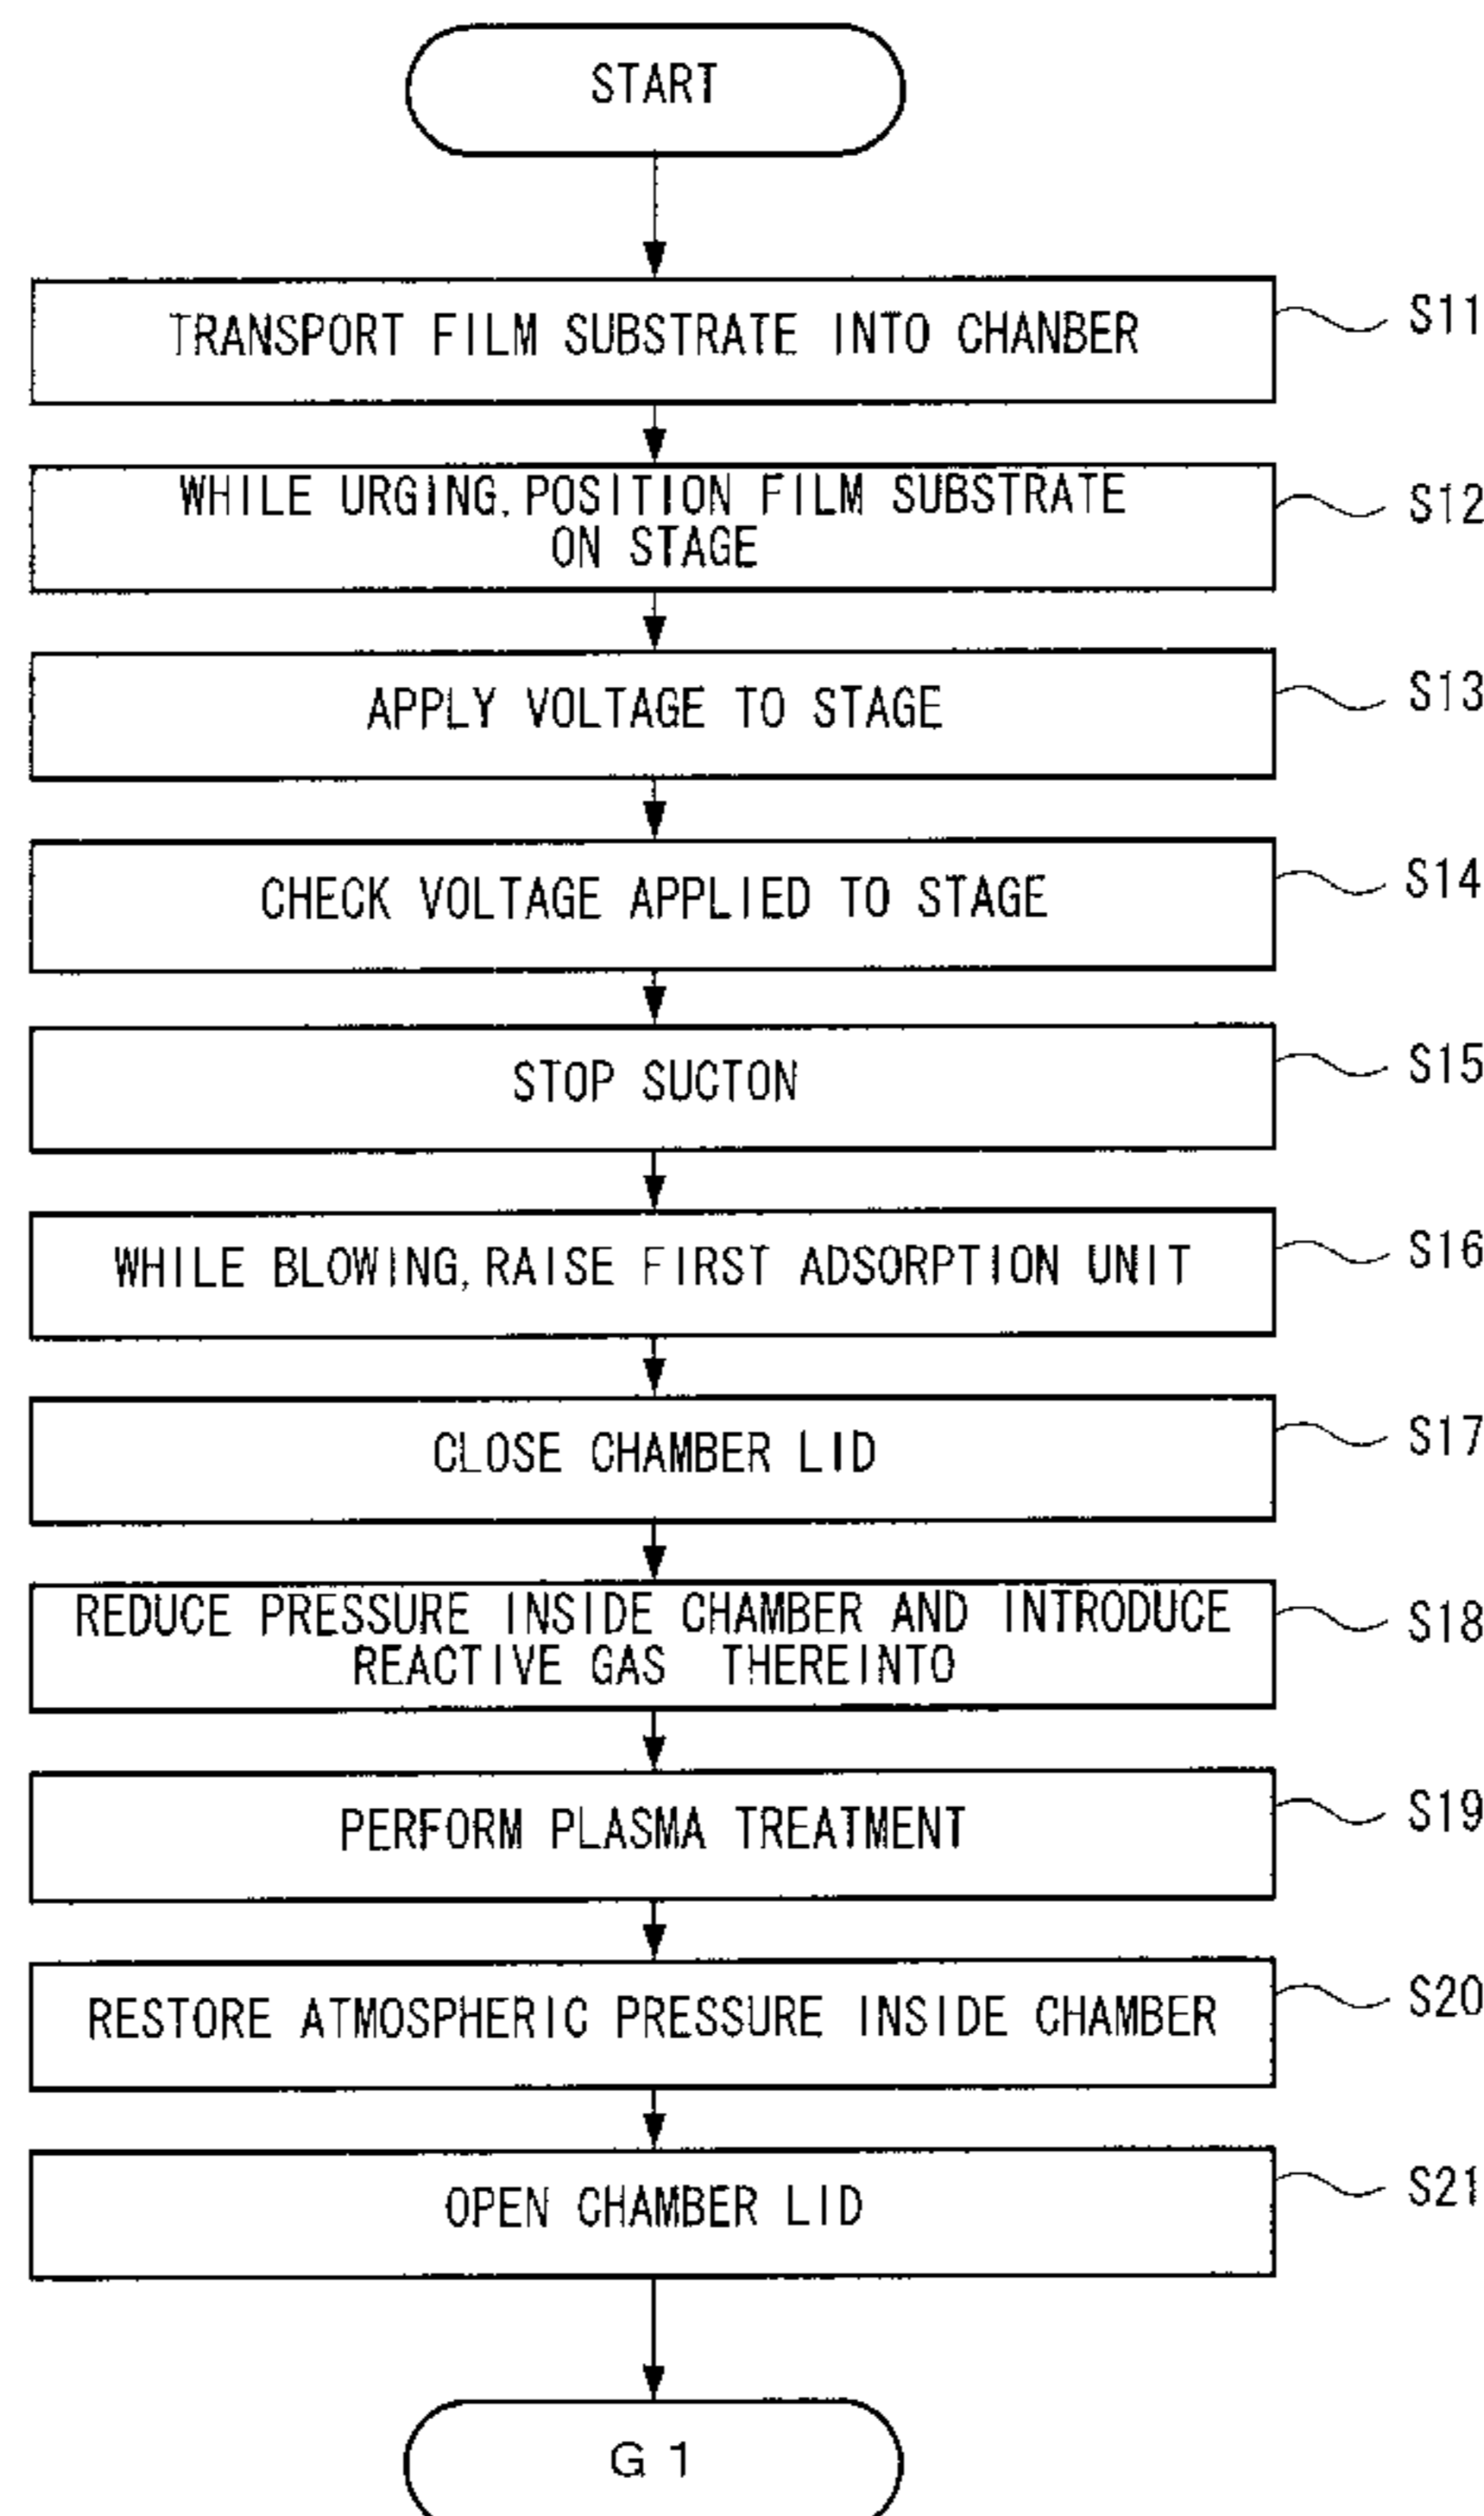 START
TRANSPORT FILM SUBSTRATE INTO CHANBER
S11
WHILE URGING, POSITION FILM SUBSTRATE
ON STAGE
S12
APPLY VOLTAGE TO STAGE
S13
CHECK VOLTAGE APPLIED TO STAGE
S14
STOP SUCTON
S15
WHILE BLOWING, RAISE FIRST ADSORPTION UNIT
S16
CLOSE CHAMBER LID
S17
REDUCE PRESSURE INSIDE CHAMBER AND INTRODUCE
REACTIVE GAS THEREINTO
S18
PERFORM PLASMA TREATMENT
S19
RESTORE ATMOSPHERIC PRESSURE INSIDE CHAMBER
S20
OPEN CHAMBER LID
S21
G1